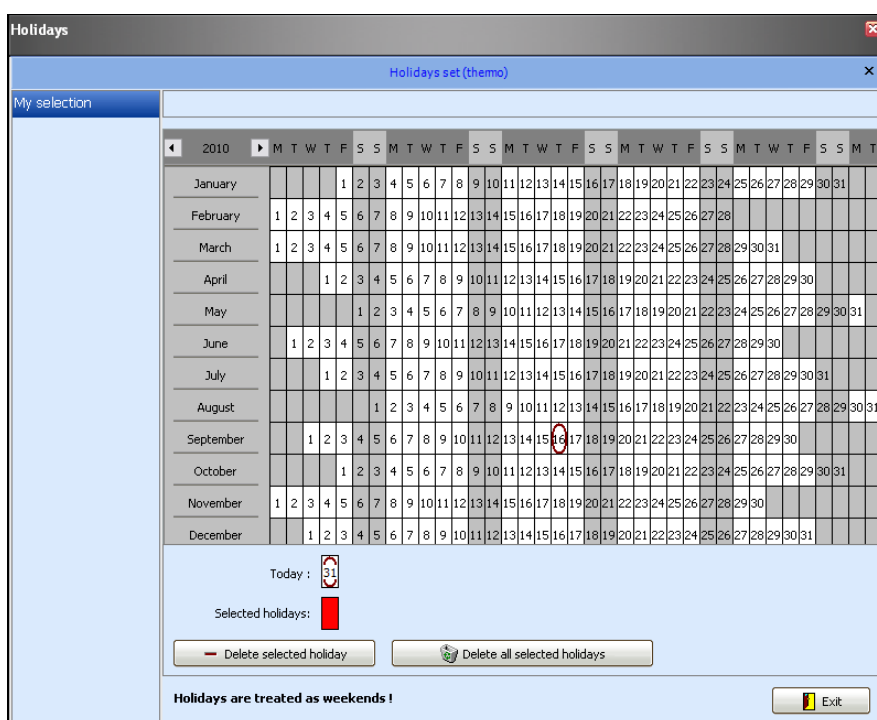 Holidays
Holidays set (thermo)
My selection
2010 M T W T F S S M T W T F S S M T W T F S S M T W T F S S M T W T F S S M T
January 1 2 3 4 5 6 7 8 9 10 11 12 13 14 15 16 17 18 19 20 21 22 23 24 25 26 27 28 29 30 31
February 1 2 3 4 5 6 7 8 9 10 11 12 13 14 15 16 17 18 19 20 21 22 23 24 25 26 27 28
March 1 2 3 4 5 6 7 8 9 10 11 12 13 14 15 16 17 18 19 20 21 22 23 24 25 26 27 28 29 30 31
April 1 2 3 4 5 6 7 8 9 10 11 12 13 14 15 16 17 18 19 20 21 22 23 24 25 26 27 28 29 30
May 1 2 3 4 5 6 7 8 9 10 11 12 13 14 15 16 17 18 19 20 21 22 23 24 25 26 27 28 29 30 31
June 1 2 3 4 5 6 7 8 9 10 11 12 13 14 15 16 17 18 19 20 21 22 23 24 25 26 27 28 29 30
July 1 2 3 4 5 6 7 8 9 10 11 12 13 14 15 16 17 18 19 20 21 22 23 24 25 26 27 28 29 30 31
August 1 2 3 4 5 6 7 8 9 10 11 12 13 14 15 16 17 18 19 20 21 22 23 24 25 26 27 28 29 30 31
September 1 2 3 4 5 6 7 8 9 10 11 12 13 14 15 16 17 18 19 20 21 22 23 24 25 26 27 28 29 30
October 1 2 3 4 5 6 7 8 9 10 11 12 13 14 15 16 17 18 19 20 21 22 23 24 25 26 27 28 29 30 31
November 1 2 3 4 5 6 7 8 9 10 11 12 13 14 15 16 17 18 19 20 21 22 23 24 25 26 27 28 29 30
December 1 2 3 4 5 6 7 8 9 10 11 12 13 14 15 16 17 18 19 20 21 22 23 24 25 26 27 28 29 30 31
Today : 31
Selected holidays:
Delete selected holiday Delete all selected holidays
Holidays are treated as weekends ! Exit